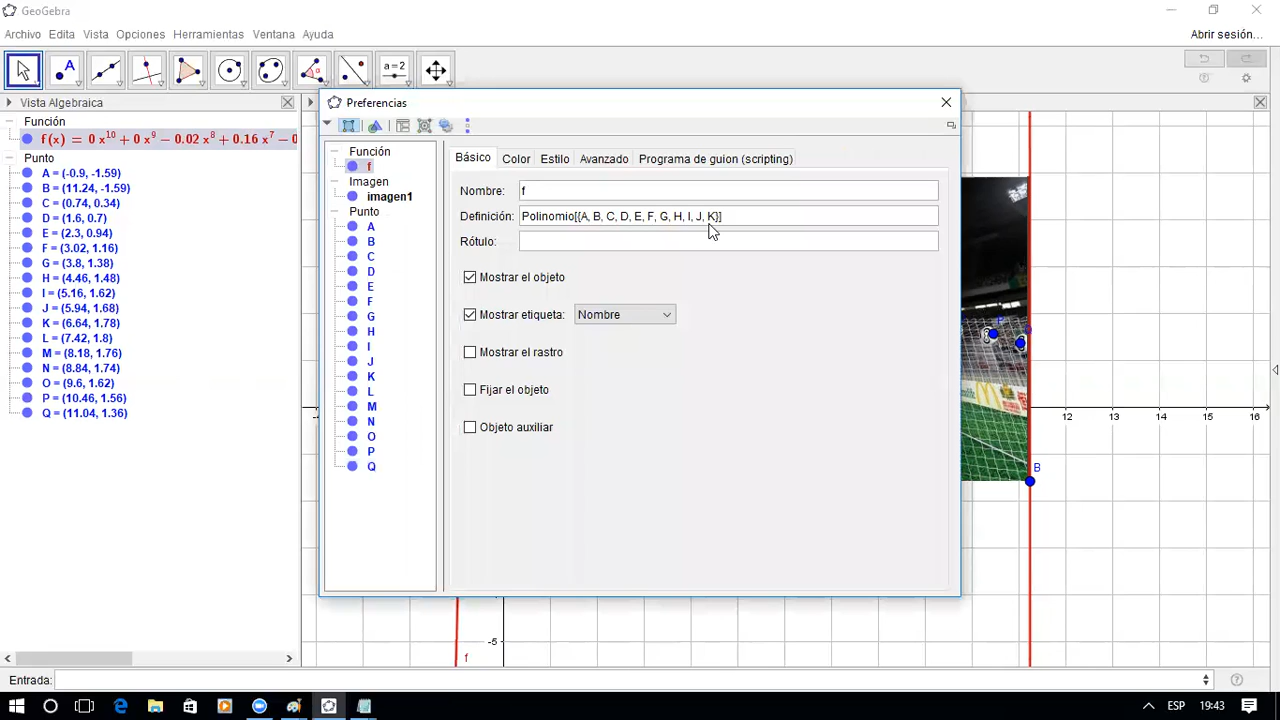 GeoGebra
Archivo Edita Vista Opciones Herramientas Ventana Ayuda
Abrir sesión...
a=2
Vista Algebraica
Función
f(x) = 0 x¹⁰ + 0 x⁹ - 0.02 x⁸ + 0.16 x⁷ - 0
Punto
A = (-0.9, -1.59)
B = (11.24, -1.59)
C = (0.74, 0.34)
D = (1.6, 0.7)
E = (2.3, 0.94)
F = (3.02, 1.16)
G = (3.8, 1.38)
H = (4.46, 1.48)
I = (5.16, 1.62)
J = (5.94, 1.68)
K = (6.64, 1.78)
L = (7.42, 1.8)
M = (8.18, 1.76)
N = (8.84, 1.74)
O = (9.6, 1.62)
P = (10.46, 1.56)
Q = (11.04, 1.36)
Preferencias
Función
f
Imagen
imagen1
Punto
A
B
C
D
E
F
G
H
I
J
K
L
M
N
O
P
Q
Básico Color Estilo Avanzado Programa de guion (scripting)
Nombre: f
Definición: Polinomio[{A, B, C, D, E, F, G, H, I, J, K}]
Rótulo:
Mostrar el objeto
Mostrar etiqueta: Nombre
Mostrar el rastro
Fijar el objeto
Objeto auxiliar
12 13 14 15 16
B
-5
f
Entrada:
ESP 19:43